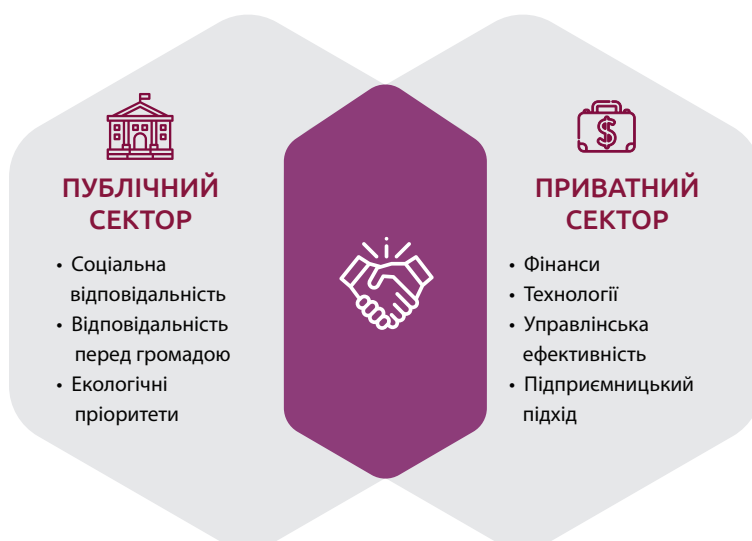 ПУБЛІЧНИЙ
СЕКТОР
• Соціальна
відповідальність
• Відповідальність
перед громадою
• Екологічні
пріоритети
$
ПРИВАТНИЙ
СЕКТОР
• Фінанси
• Технології
• Управлінська
ефективність
• Підприємницький
підхід